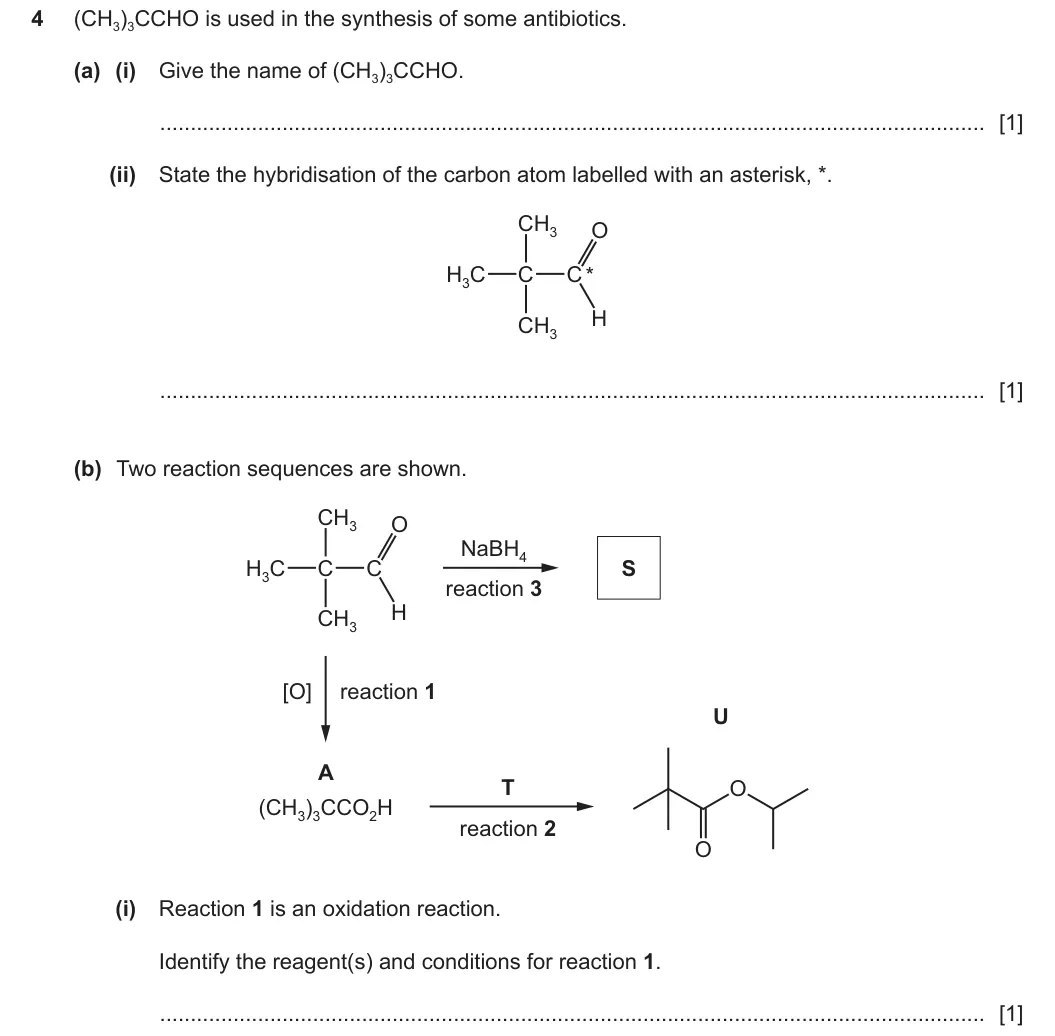 4 (CH₃)₃CCHO is used in the synthesis of some antibiotics.
(a) (i) Give the name of (CH₃)₃CCHO.
.......................................................................................................................................... [1]
(ii) State the hybridisation of the carbon atom labelled with an asterisk, *.
CH₃ O
H₃C C C *
CH₃ H
.......................................................................................................................................... [1]
(b) Two reaction sequences are shown.
CH₃ O
H₃C C C
CH₃ H
NaBH₄
reaction 3
S
[O] reaction 1
A
(CH₃)₃CCO₂H
T
reaction 2
U
O
O
(i) Reaction 1 is an oxidation reaction.
Identify the reagent(s) and conditions for reaction 1.
.......................................................................................................................................... [1]